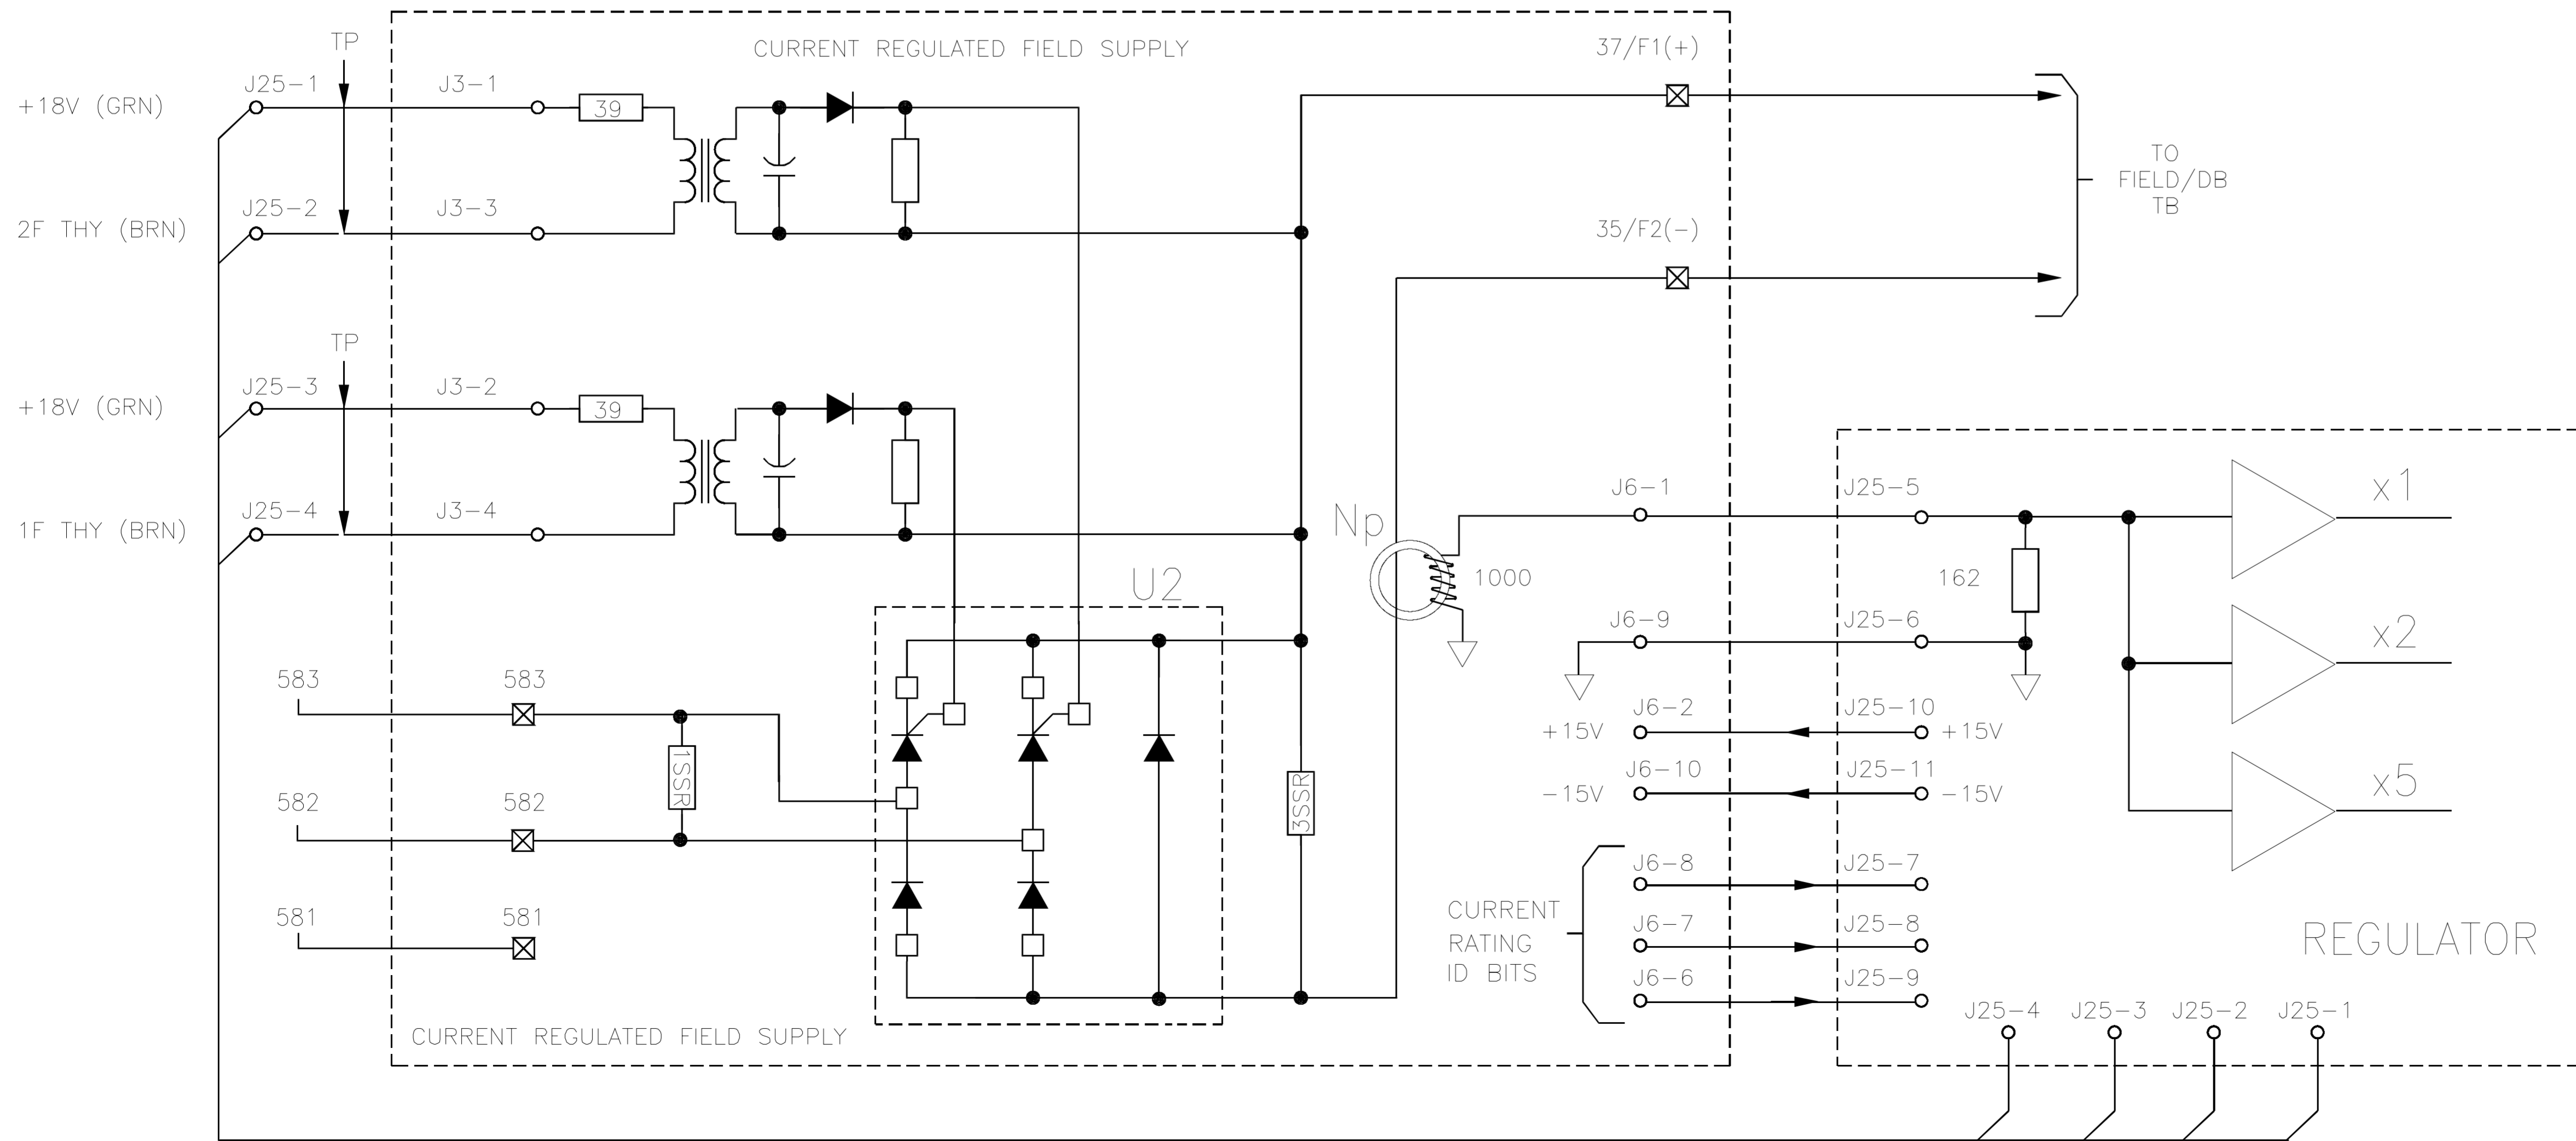 TP
CURRENT REGULATED FIELD SUPPLY
37/F1(+)
+18V (GRN)
J25-1
J3-1
39
TO
FIELD/DB
TB
2F THY (BRN)
J25-2
J3-3
35/F2(-)
TP
+18V (GRN)
J25-3
J3-2
39
1F THY (BRN)
J25-4
J3-4
Np
1000
J6-1
J25-5
162
x1
J6-9
J25-6
x2
U2
583
583
1SSR
582
582
581
581
3SSR
+15V
J6-2
J25-10
+15V
-15V
J6-10
J25-11
-15V
x5
CURRENT
RATING
ID BITS
J6-8
J25-7
J6-7
J25-8
J6-6
J25-9
REGULATOR
J25-4
J25-3
J25-2
J25-1
CURRENT REGULATED FIELD SUPPLY